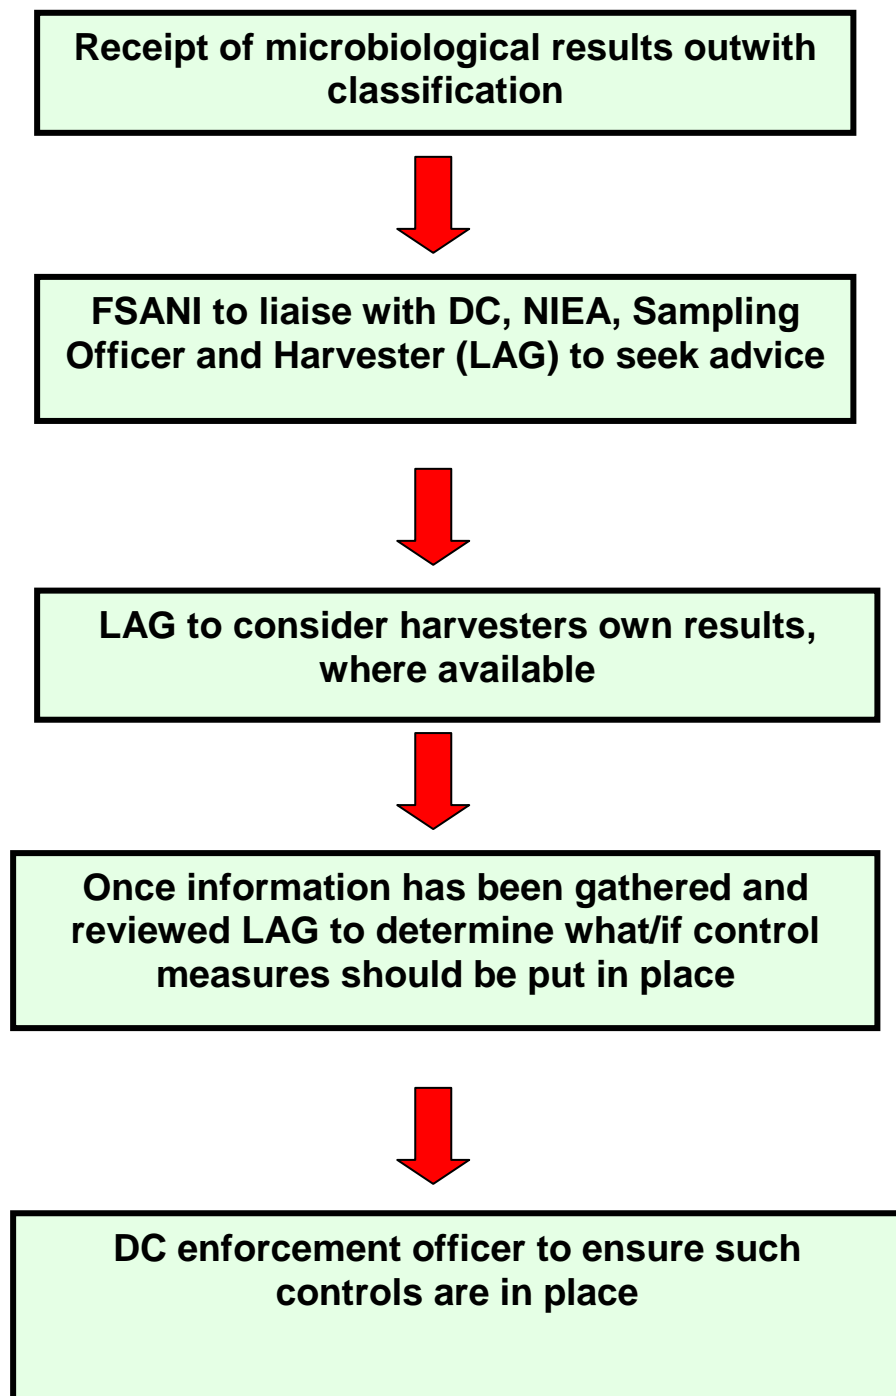 Receipt of microbiological results outwith
classification
FSANI to liaise with DC, NIEA, Sampling
Officer and Harvester (LAG) to seek advice
LAG to consider harvesters own results,
where available
Once information has been gathered and
reviewed LAG to determine what/if control
measures should be put in place
DC enforcement officer to ensure such
controls are in place